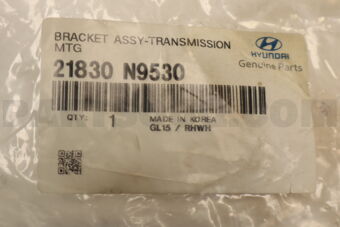 BRACKET ASSY-TRANSMISSION
MTG
HYUNDAI
Genuine Parts
21830 N9530
QTY: 1
MADE IN KOREA
GL15 / RHWH